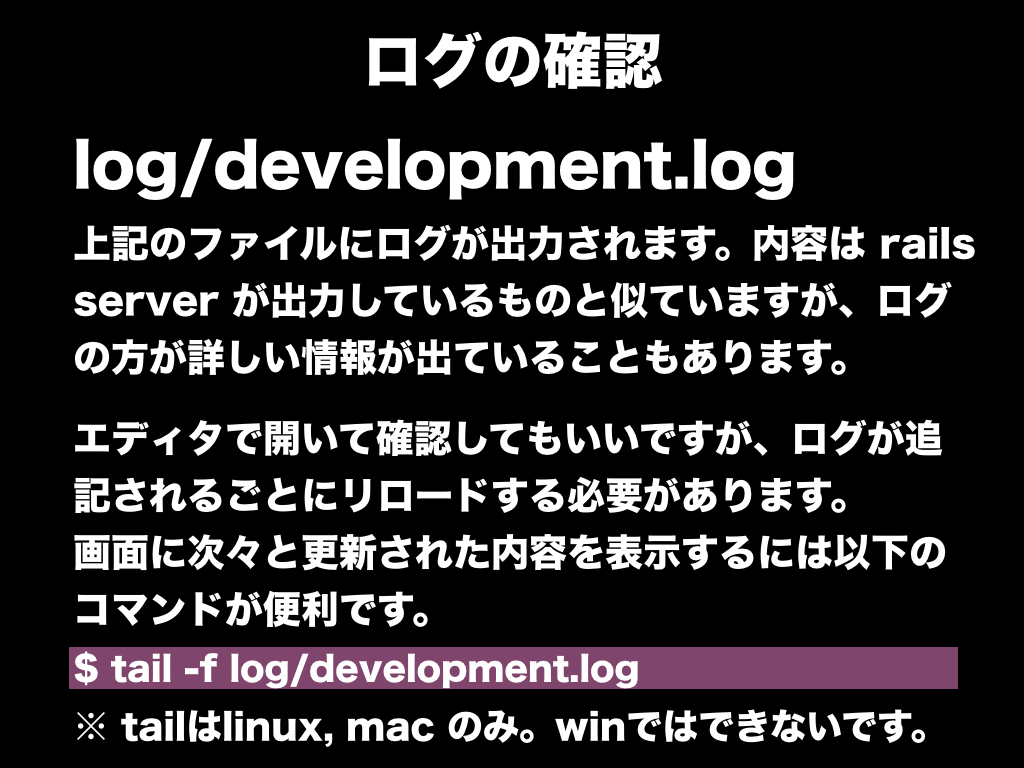 ログの確認
log/development.log
上記のファイルにログが出力されます。内容は rails
server が出力しているものと似ていますが、ログ
の方が詳しい情報が出ていることもあります。
エディタで開いて確認してもいいですが、ログが追
記されるごとにリロードする必要があります。
画面に次々と更新された内容を表示するには以下の
コマンドが便利です。
$ tail -f log/development.log
※ tailはlinux, mac のみ。winではできないです。